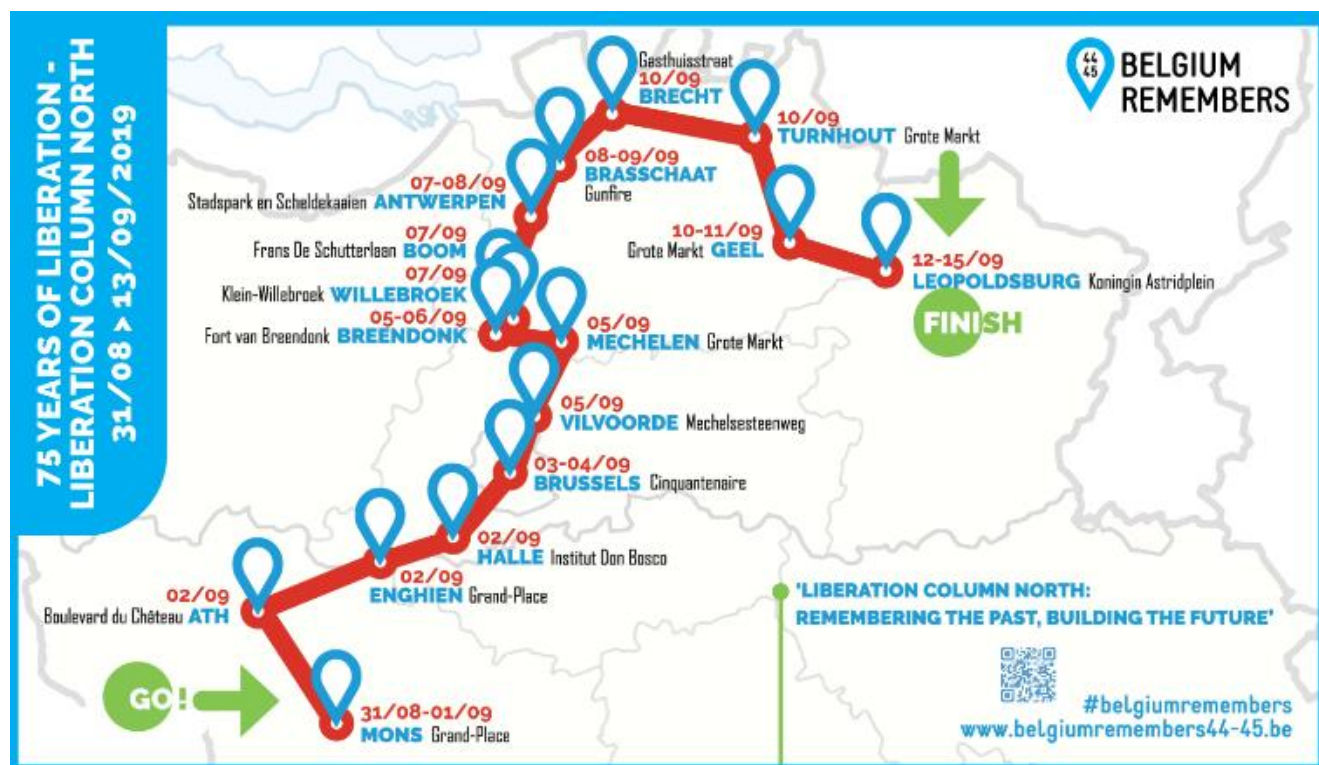 75 YEARS OF LIBERATION -
LIBERATION COLUMN NORTH
31/08 > 13/09/2019
44
45
BELGIUM
REMEMBERS
Gasthuisstraat
10/09
BRECHT
10/09
TURNHOUT Grote Markt
08-09/09
BRASSCHAAT
Gunfire
07-08/09
Stadspark en Scheldekaaien ANTWERPEN
07/09
Frans De Schutterlaan BOOM
10-11/09
Grote Markt GEEL
12-15/09
LEOPOLDSBURG Koningin Astridplein
FINISH
07/09
Klein-Willebroek WILLEBROEK
05-06/09
Fort van Breendonk BREENDONK
05/09
MECHELEN Grote Markt
05/09
VILVOORDE Mechelsesteenweg
03-04/09
BRUSSELS Cinquantenaire
02/09
HALLE Institut Don Bosco
02/09
ENGHIEN Grand-Place
02/09
Boulevard du Château ATH
GO!
31/08-01/09
MONS Grand-Place
'LIBERATION COLUMN NORTH:
REMEMBERING THE PAST, BUILDING THE FUTURE'
#belgiumremembers
www.belgiumremembers44-45.be